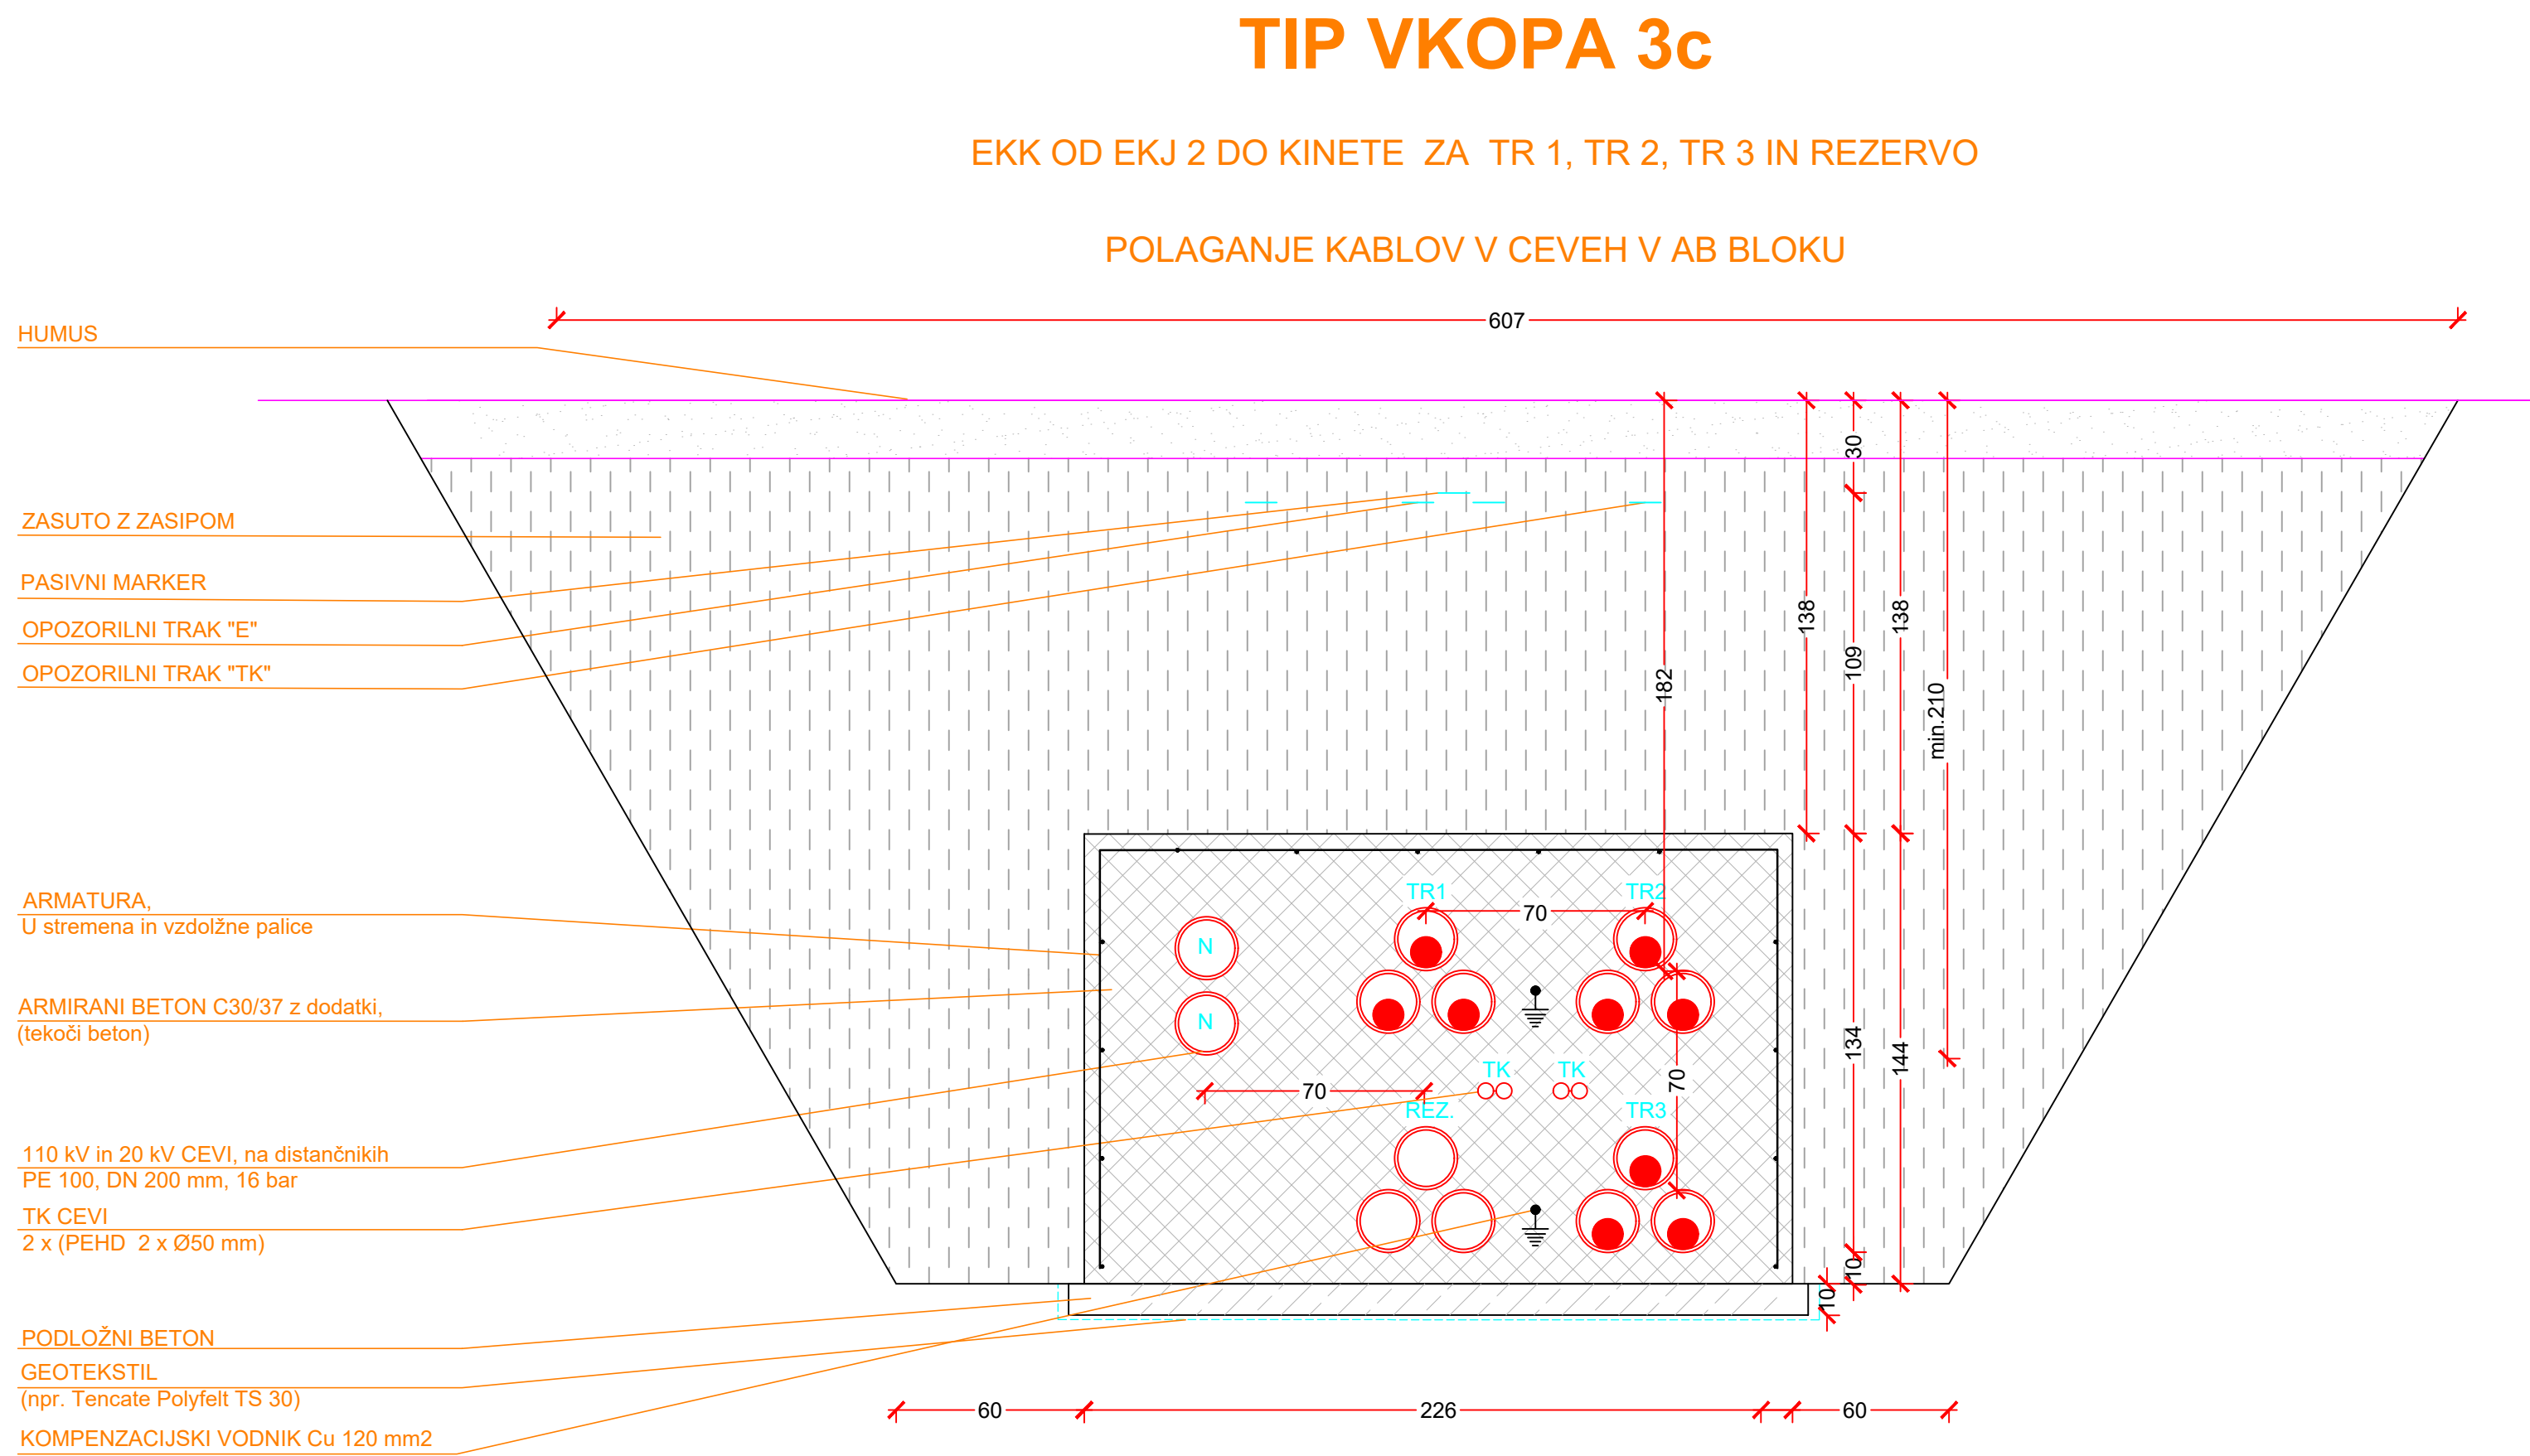 TIP VKOPA 3c
EKK OD EKJ 2 DO KINETE ZA TR 1, TR 2, TR 3 IN REZERVO
POLAGANJE KABLOV V CEVEH V AB BLOKU
607
HUMUS
30
ZASUTO Z ZASIPOM
PASIVNI MARKER
OPOZORILNI TRAK "E"
OPOZORILNI TRAK "TK"
138
138
109
182
min.210
ARMATURA,
U stremena in vzdolžne palice
TR1
TR2
70
N
ARMIRANI BETON C30/37 z dodatki,
(tekoči beton)
N
134
144
TK
TK
70
70
REZ.
TR3
110 kV in 20 kV CEVI, na distančnikih
PE 100, DN 200 mm, 16 bar
TK CEVI
2 x (PEHD 2 x Ø50 mm)
10
10
PODLOŽNI BETON
GEOTEKSTIL
(npr. Tencate Polyfelt TS 30)
60
226
60
KOMPENZACIJSKI VODNIK Cu 120 mm2